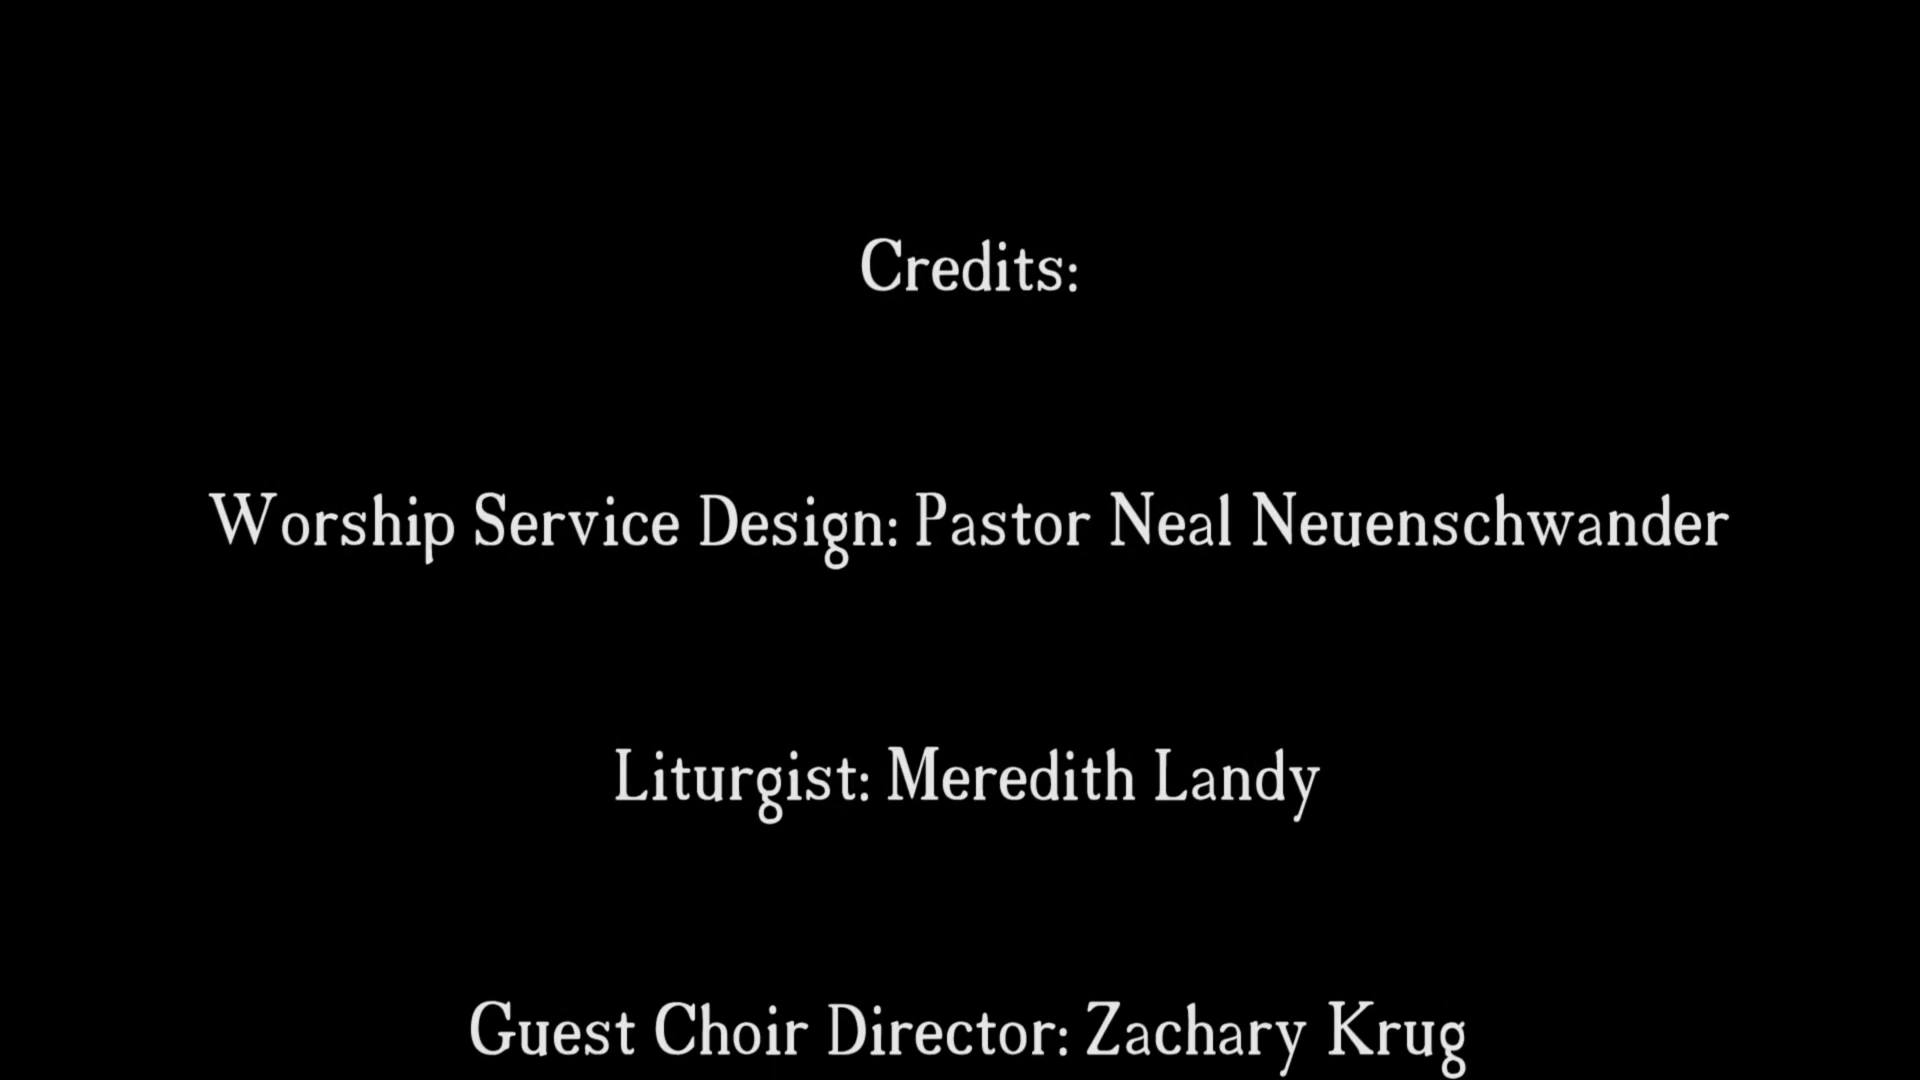 Credits:
Worship Service Design: Pastor Neal Neuenschwander
Liturgist: Meredith Landy
Guest Choir Director: Zachary Krug